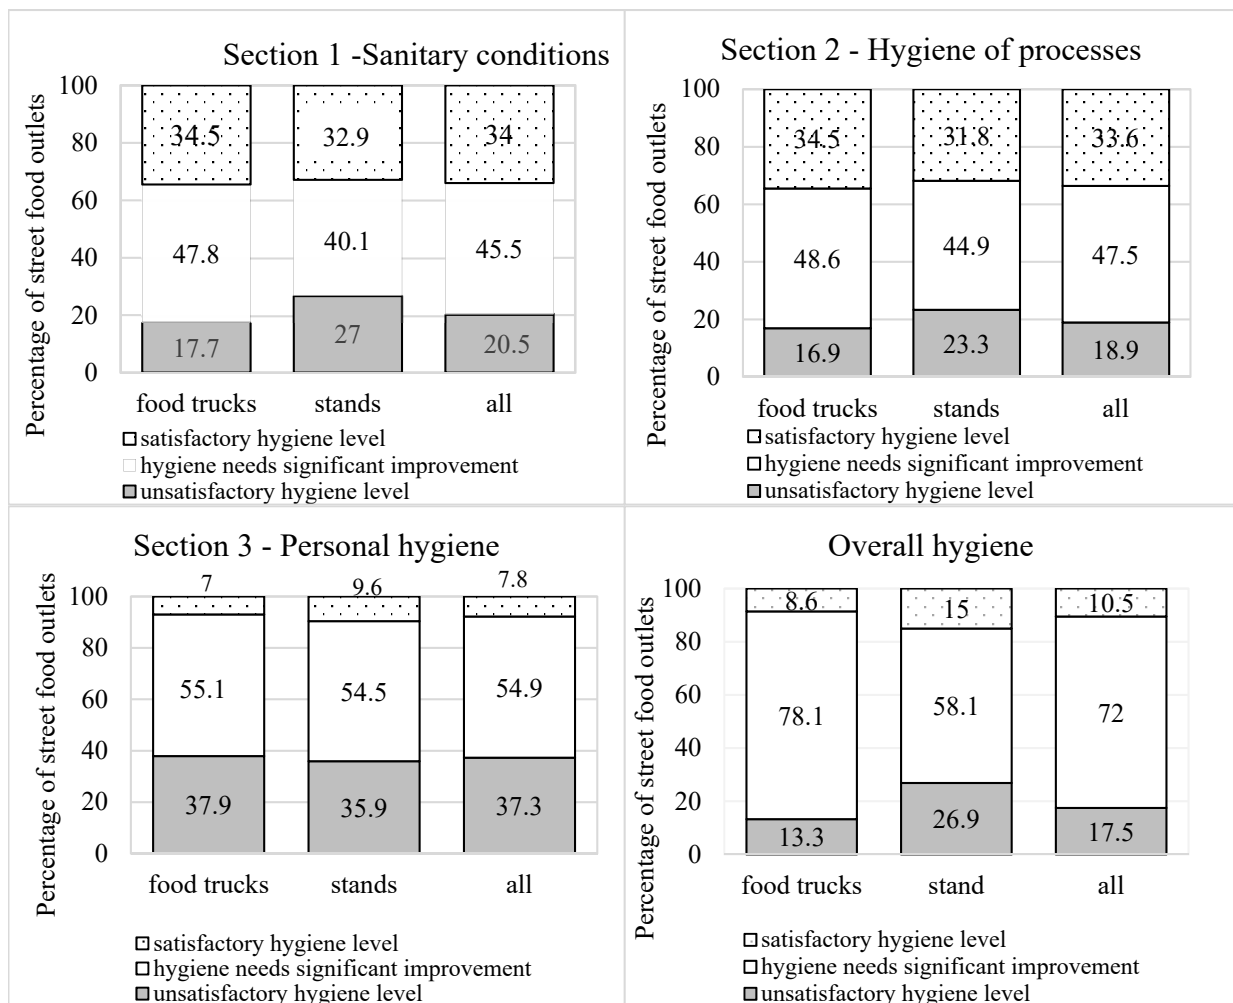 Section 1 -Sanitary conditions
Percentage of street food outlets
100
80
60
40
20
0
34.5
32.9
34
47.8
40.1
45.5
17.7
27
20.5
food trucks
stands
all
satisfactory hygiene level
hygiene needs significant improvement
unsatisfactory hygiene level
Section 2 - Hygiene of processes
Percentage of street food outlets
100
80
60
40
20
0
34.5
31.8
33.6
48.6
44.9
47.5
16.9
23.3
18.9
food trucks
stands
all
satisfactory hygiene level
hygiene needs significant improvement
unsatisfactory hygiene level
Section 3 - Personal hygiene
Percentage of street food outlets
100
80
60
40
20
0
7
9.6
7.8
55.1
54.5
54.9
37.9
35.9
37.3
food trucks
stands
all
satisfactory hygiene level
hygiene needs significant improvement
unsatisfactory hygiene level
Overall hygiene
Percentage of street food outlets
100
80
60
40
20
0
8.6
15
10.5
78.1
58.1
72
13.3
26.9
17.5
food trucks
stand
all
satisfactory hygiene level
hygiene needs significant improvement
unsatisfactory hygiene level